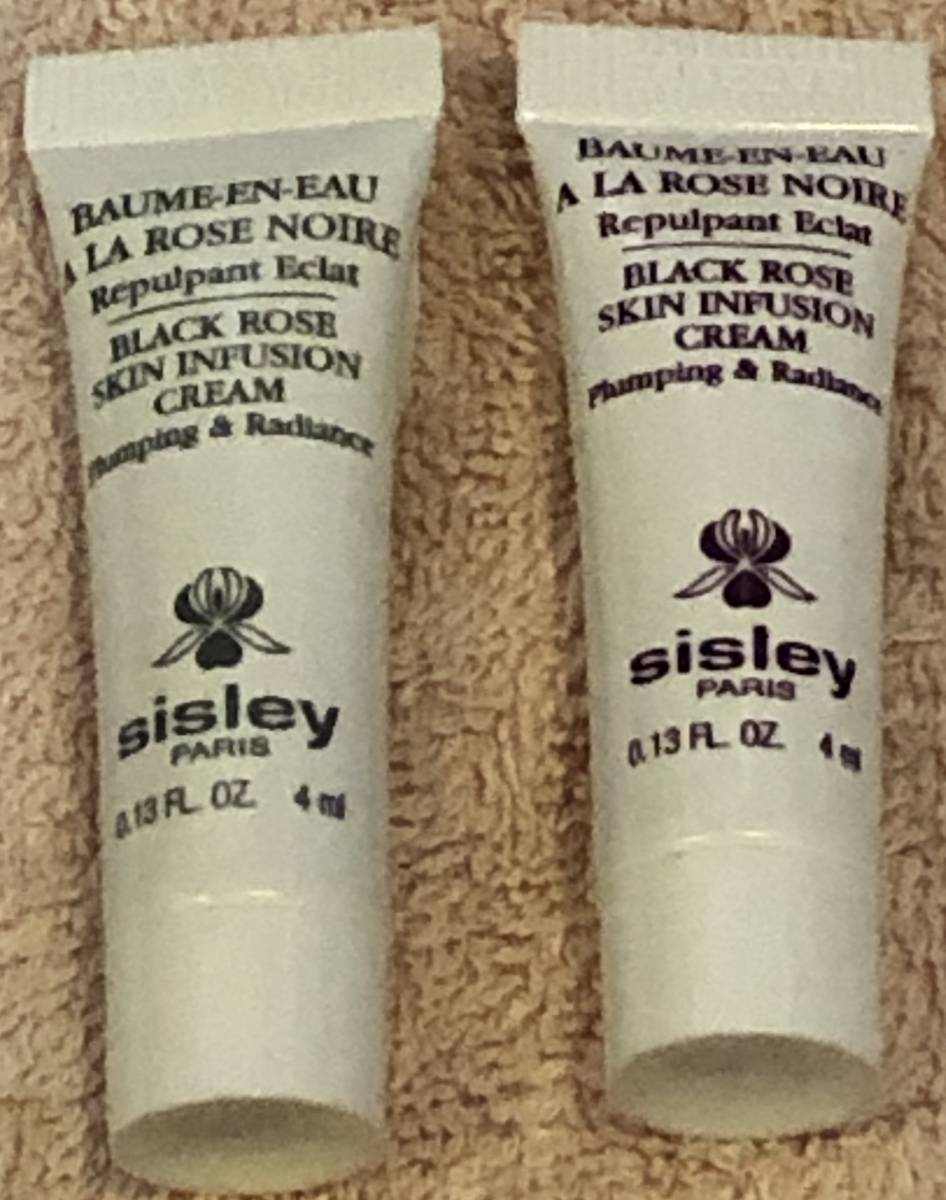 BAUME-EN-EAU
A LA ROSE NOIRE
Repulpant Eclat
BLACK ROSE
SKIN INFUSION
CREAM
Plumping & Radiance
sisley
PARIS
0.13 FL. OZ. 4 ml
BAUME-EN-EAU
A LA ROSE NOIRE
Repulpant Eclat
BLACK ROSE
SKIN INFUSION
CREAM
Plumping & Radiance
sisley
PARIS
0.13 FL. OZ. 4 ml